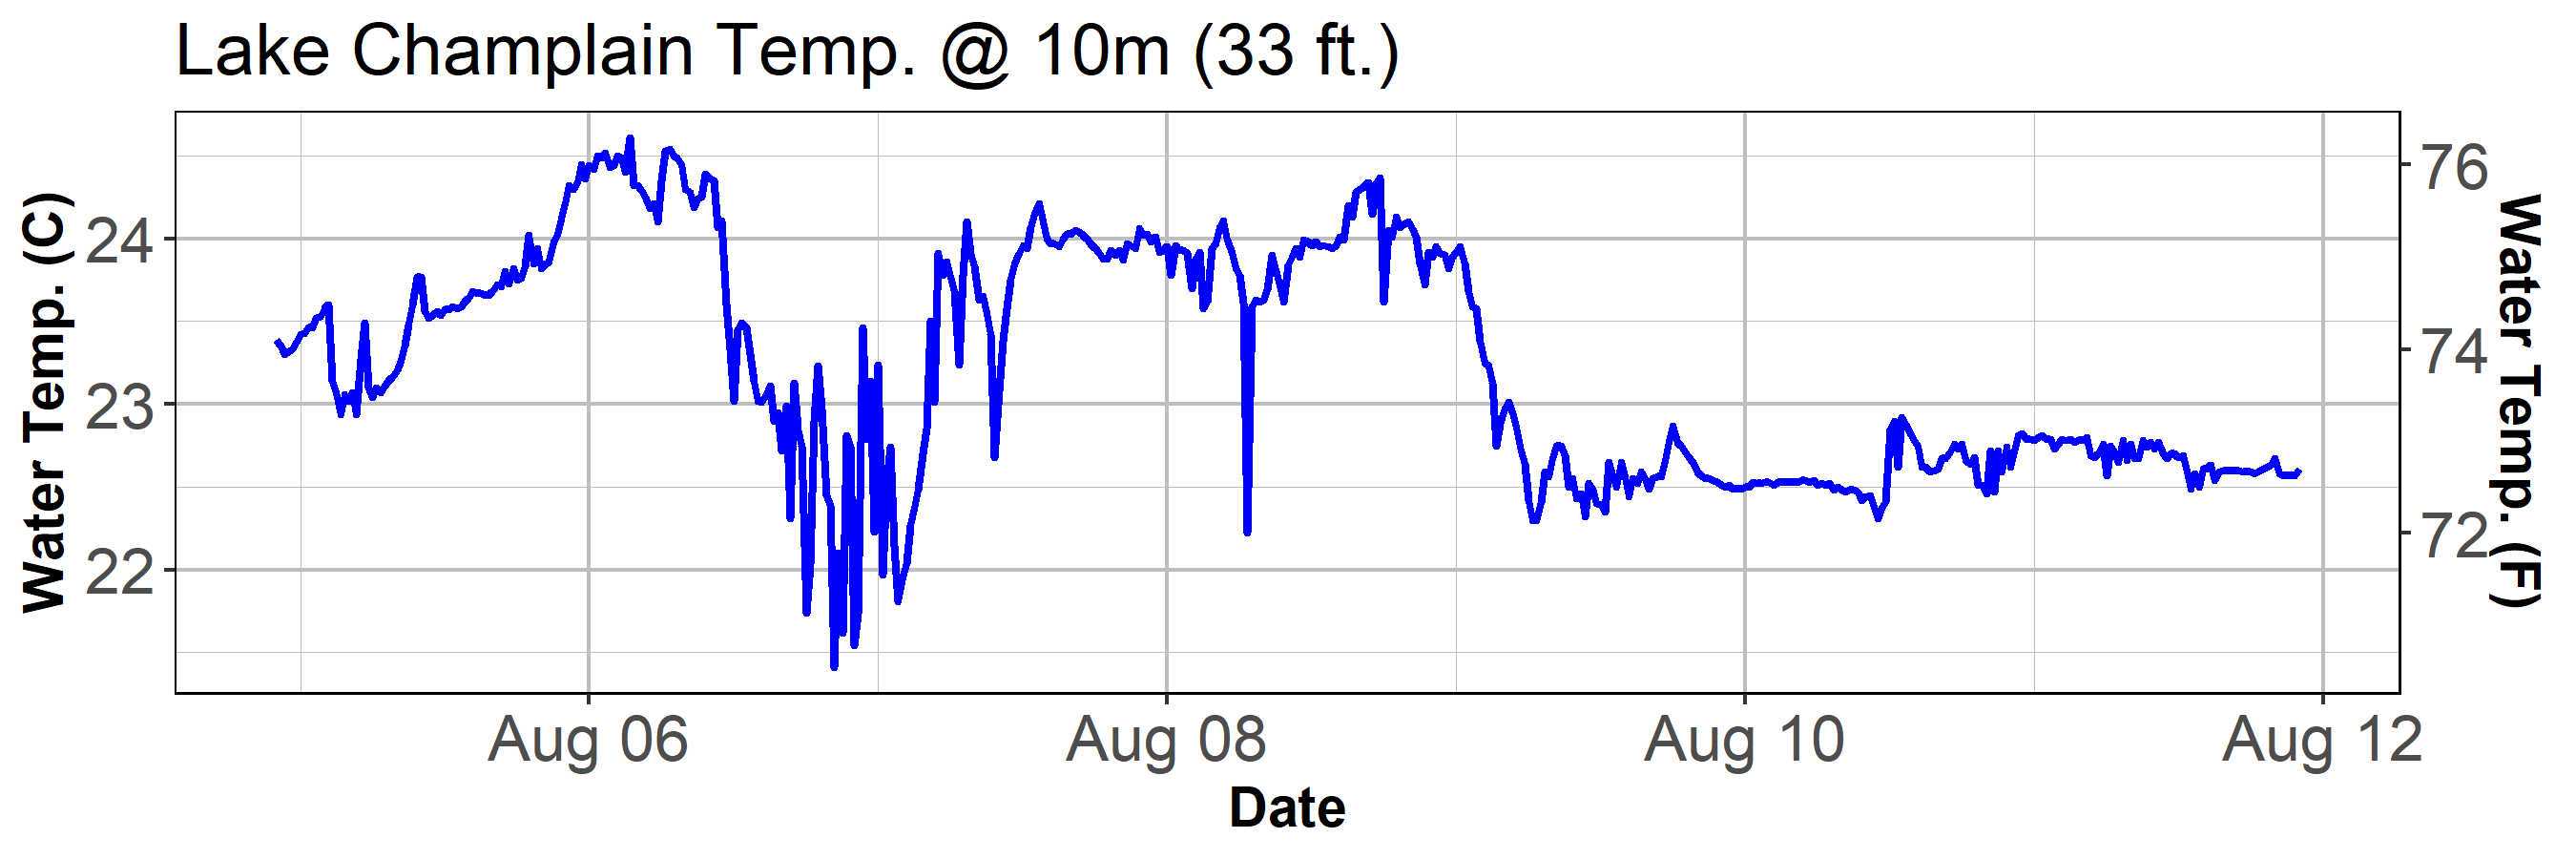 Lake Champlain Temp. @ 10m (33 ft.)
Water Temp. (C)
24
23
22
76
74
72
Water Temp. (F)
Aug 06
Aug 08
Aug 10
Aug 12
Date